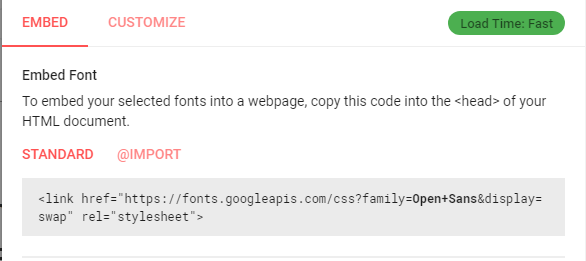 EMBED CUSTOMIZE Load Time: Fast
Embed Font
To embed your selected fonts into a webpage, copy this code into the <head> of your
HTML document.
STANDARD @IMPORT
<link href="https://fonts.googleapis.com/css?family=Open+Sans&display=
swap" rel="stylesheet">